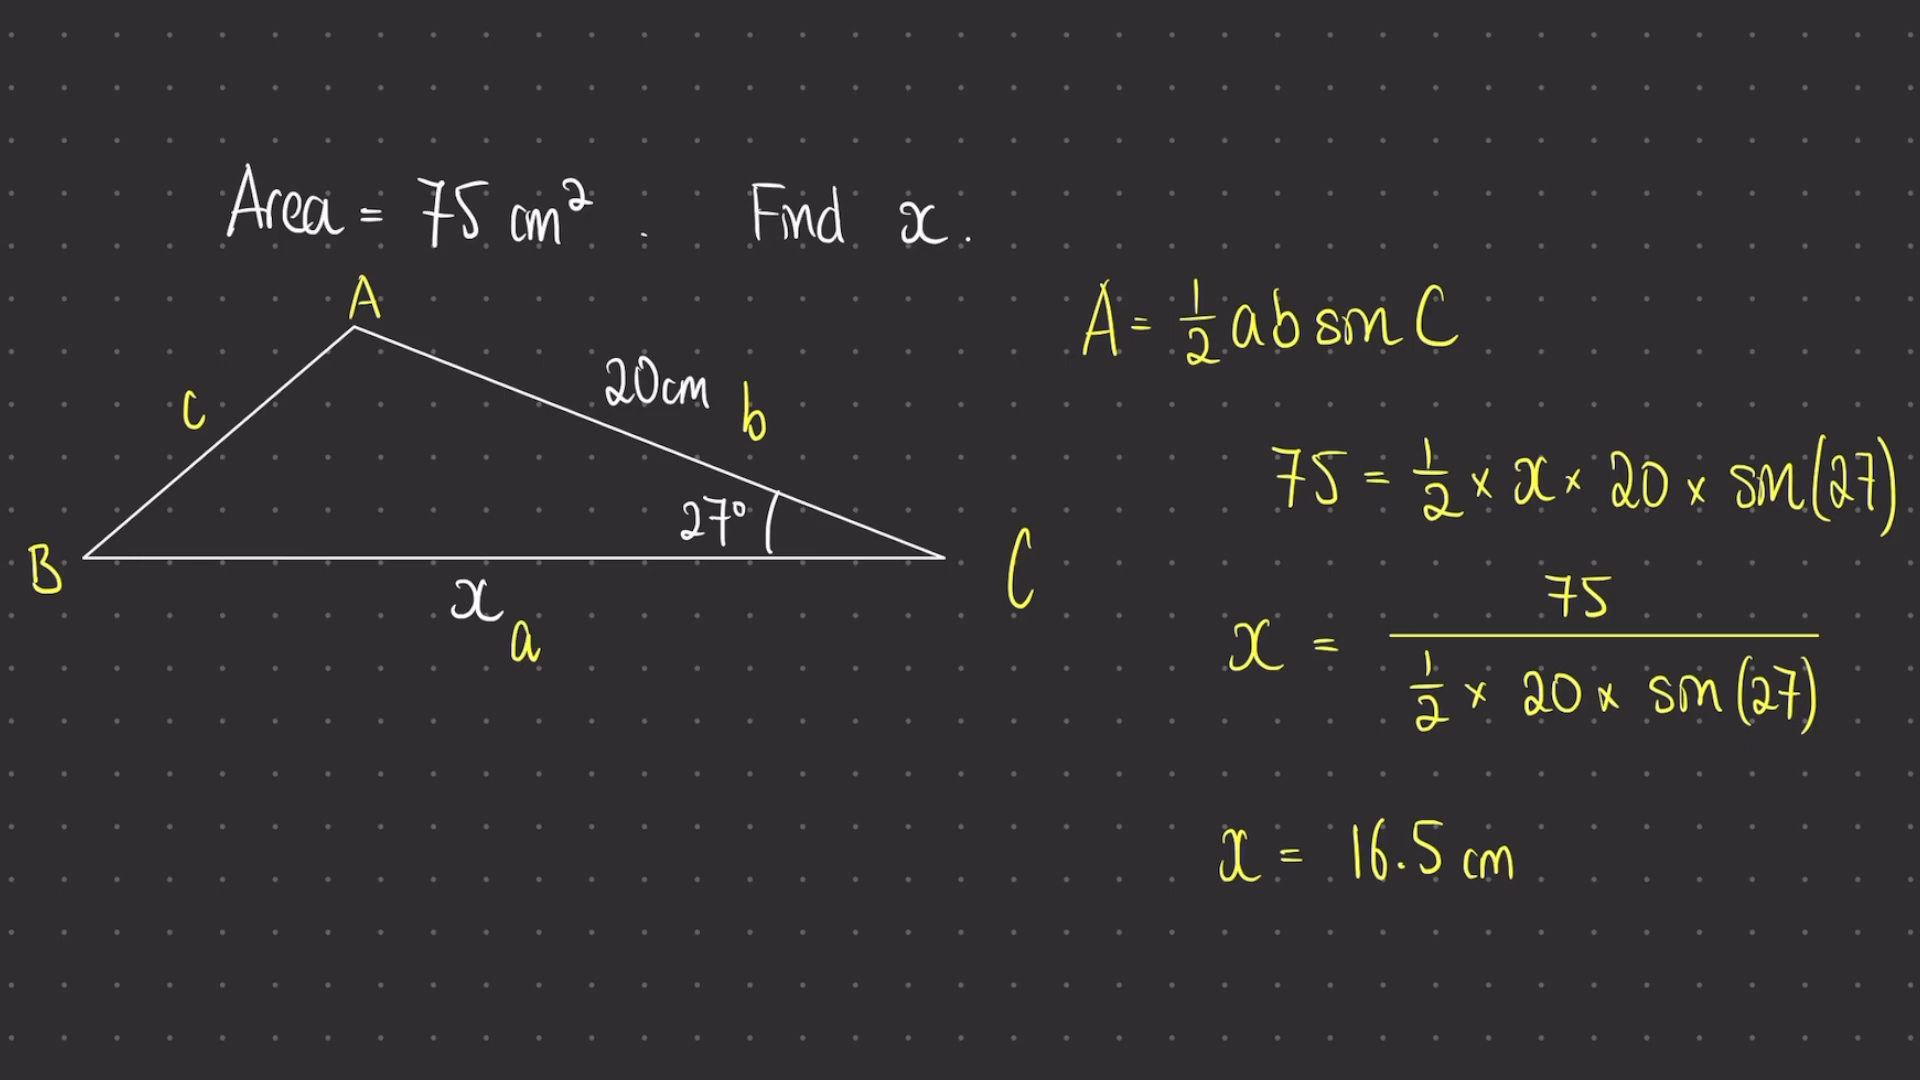 Area = 75 cm² . Find x.
A
20cm
c
b
27°
B
C
x
a
A = ½ a b sin C
75 = ½ × x × 20 × sin(27)
x = 75 / (½ × 20 × sin(27))
x = 16.5 cm